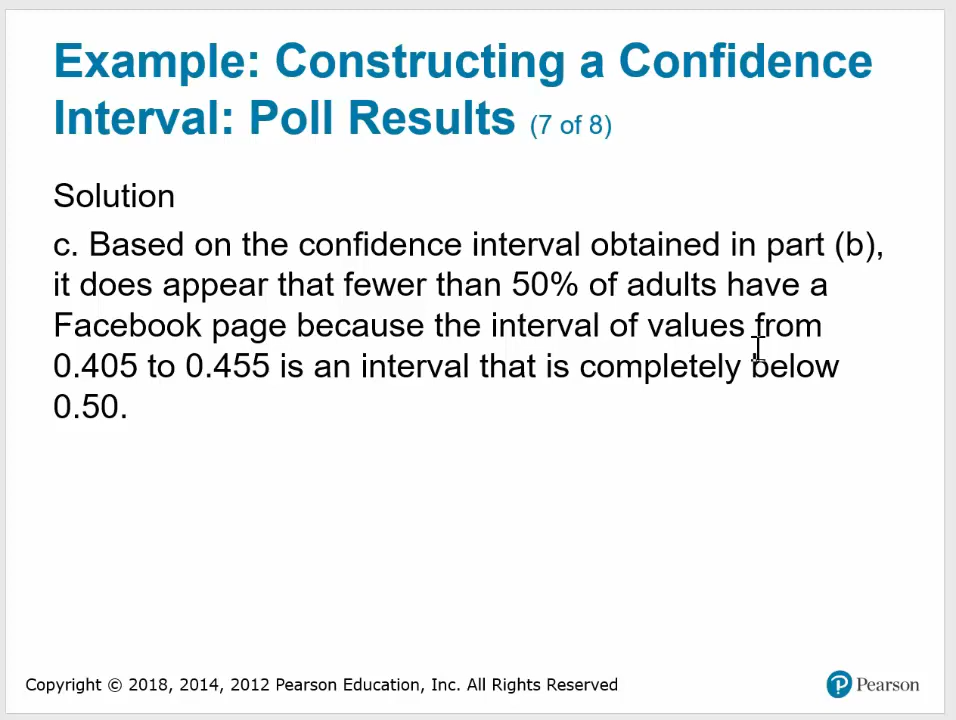 Example: Constructing a Confidence
Interval: Poll Results (7 of 8)
Solution
c. Based on the confidence interval obtained in part (b),
it does appear that fewer than 50% of adults have a
Facebook page because the interval of values from
0.405 to 0.455 is an interval that is completely below
0.50.
Copyright © 2018, 2014, 2012 Pearson Education, Inc. All Rights Reserved
P Pearson